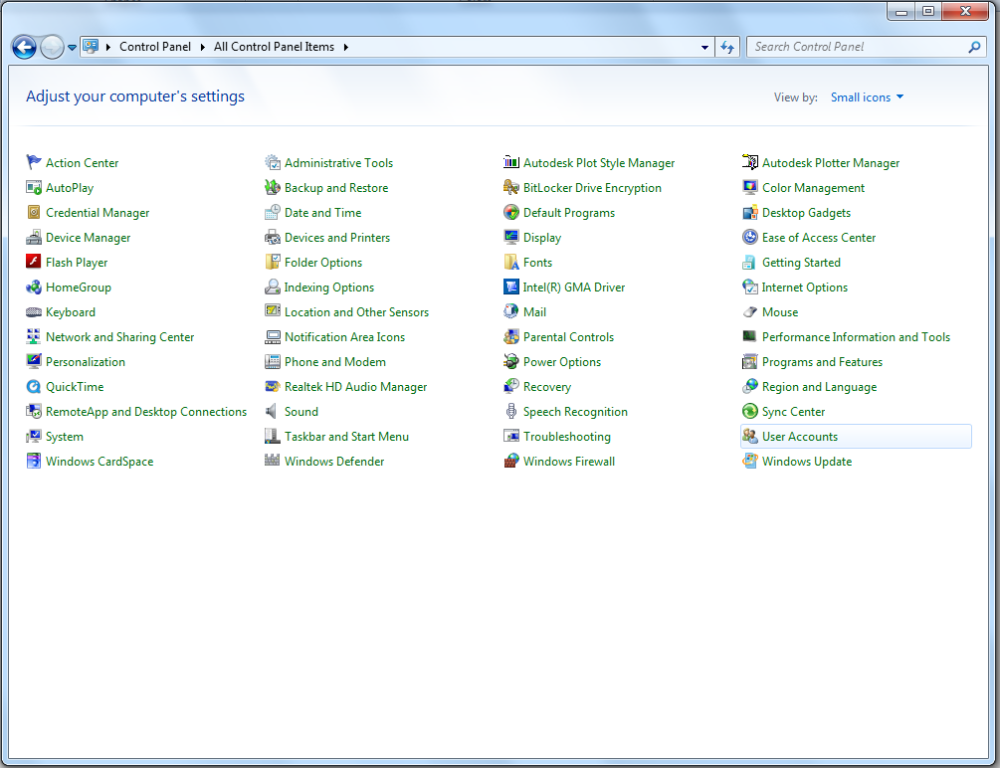 Control Panel All Control Panel Items Search Control Panel
Adjust your computer's settings
View by: Small icons
Action Center Administrative Tools Autodesk Plot Style Manager Autodesk Plotter Manager
AutoPlay Backup and Restore BitLocker Drive Encryption Color Management
Credential Manager Date and Time Default Programs Desktop Gadgets
Device Manager Devices and Printers Display Ease of Access Center
Flash Player Folder Options Fonts Getting Started
HomeGroup Indexing Options Intel(R) GMA Driver Internet Options
Keyboard Location and Other Sensors Mail Mouse
Network and Sharing Center Notification Area Icons Parental Controls Performance Information and Tools
Personalization Phone and Modem Power Options Programs and Features
QuickTime Realtek HD Audio Manager Recovery Region and Language
RemoteApp and Desktop Connections Sound Speech Recognition Sync Center
System Taskbar and Start Menu Troubleshooting User Accounts
Windows CardSpace Windows Defender Windows Firewall Windows Update